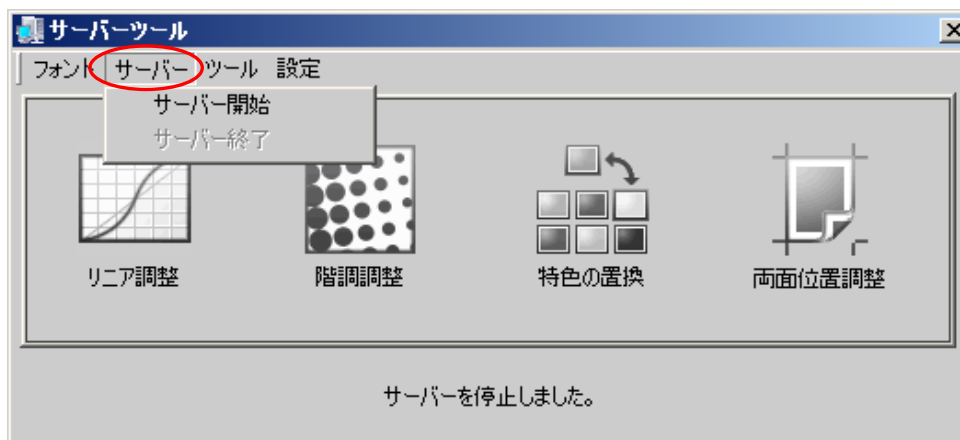 サーバーツール
フォント サーバー ツール 設定
サーバー開始
サーバー終了
リニア調整 階調調整 特色の置換 両面位置調整
サーバーを停止しました。